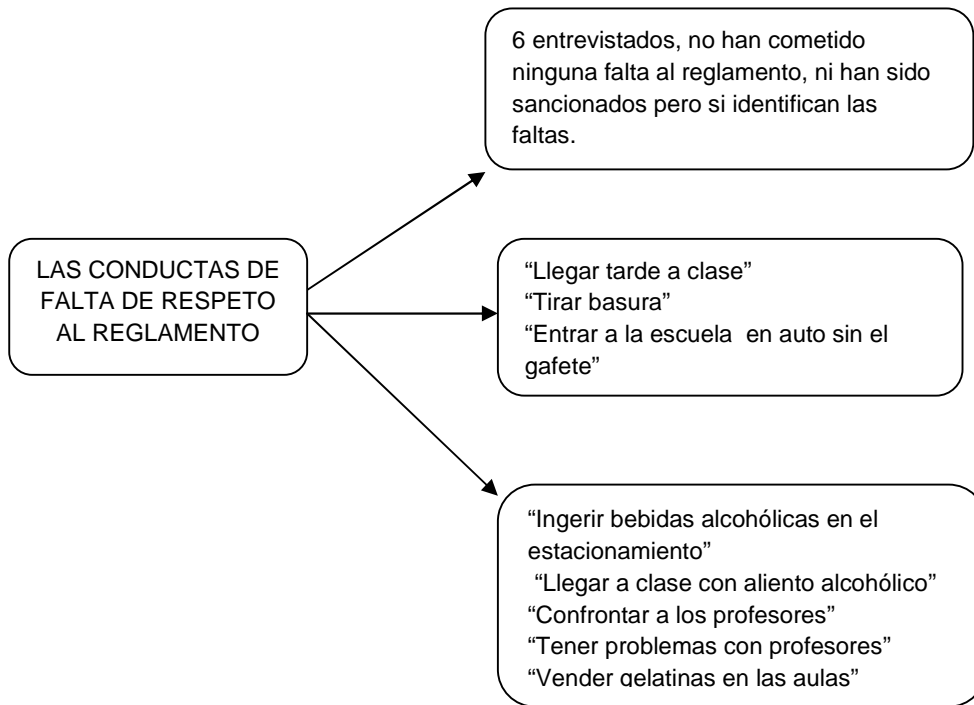 6 entrevistados, no han cometido
ninguna falta al reglamento, ni han sido
sancionados pero si identifican las
faltas.
LAS CONDUCTAS DE
FALTA DE RESPETO
AL REGLAMENTO
“Llegar tarde a clase”
“Tirar basura”
“Entrar a la escuela  en auto sin el
gafete”
“Ingerir bebidas alcohólicas en el
estacionamiento”
“Llegar a clase con aliento alcohólico”
“Confrontar a los profesores”
“Tener problemas con profesores”
“Vender gelatinas en las aulas”